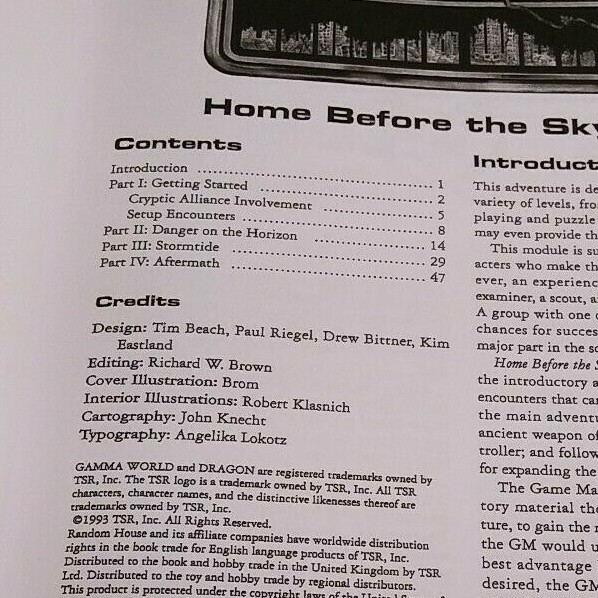 Home Before the Sky
Contents
Introduction .................................... 1
Part I: Getting Started .......................... 2
Cryptic Alliance Involvement ................ 5
Setup Encounters ............................ 8
Part II: Danger on the Horizon ................ 14
Part III: Stormtide .............................. 29
Part IV: Aftermath .............................. 47
Credits
Design: Tim Beach, Paul Riegel, Drew Bittner, Kim
Eastland
Editing: Richard W. Brown
Cover Illustration: Brom
Interior Illustrations: Robert Klasnich
Cartography: John Knecht
Typography: Angelika Lokotz
GAMMA WORLD and DRAGON are registered trademarks owned by
TSR, Inc. The TSR logo is a trademark owned by TSR, Inc. All TSR
characters, character names, and the distinctive likenesses thereof are
trademarks owned by TSR, Inc.
©1993 TSR, Inc. All Rights Reserved.
Random House and its affiliate companies have worldwide distribution
rights in the book trade for English language products of TSR, Inc.
Distributed to the book and hobby trade in the United Kingdom by TSR
Ltd. Distributed to the toy and hobby trade by regional distributors.
This product is protected under the copyright laws of the
Introduct
This adventure is de
variety of levels, fro
playing and puzzle
may even provide th
This module is su
acters who make th
ever, an experienc
examiner, a scout, a
A group with one o
chances for succes
major part in the sc
Home Before the S
the introductory a
encounters that can
the main adventu
ancient weapon of
troller; and follow
for expanding the
The Game Ma
tory material the
ture, to gain the r
the GM would u
best advantage
desired, the GM